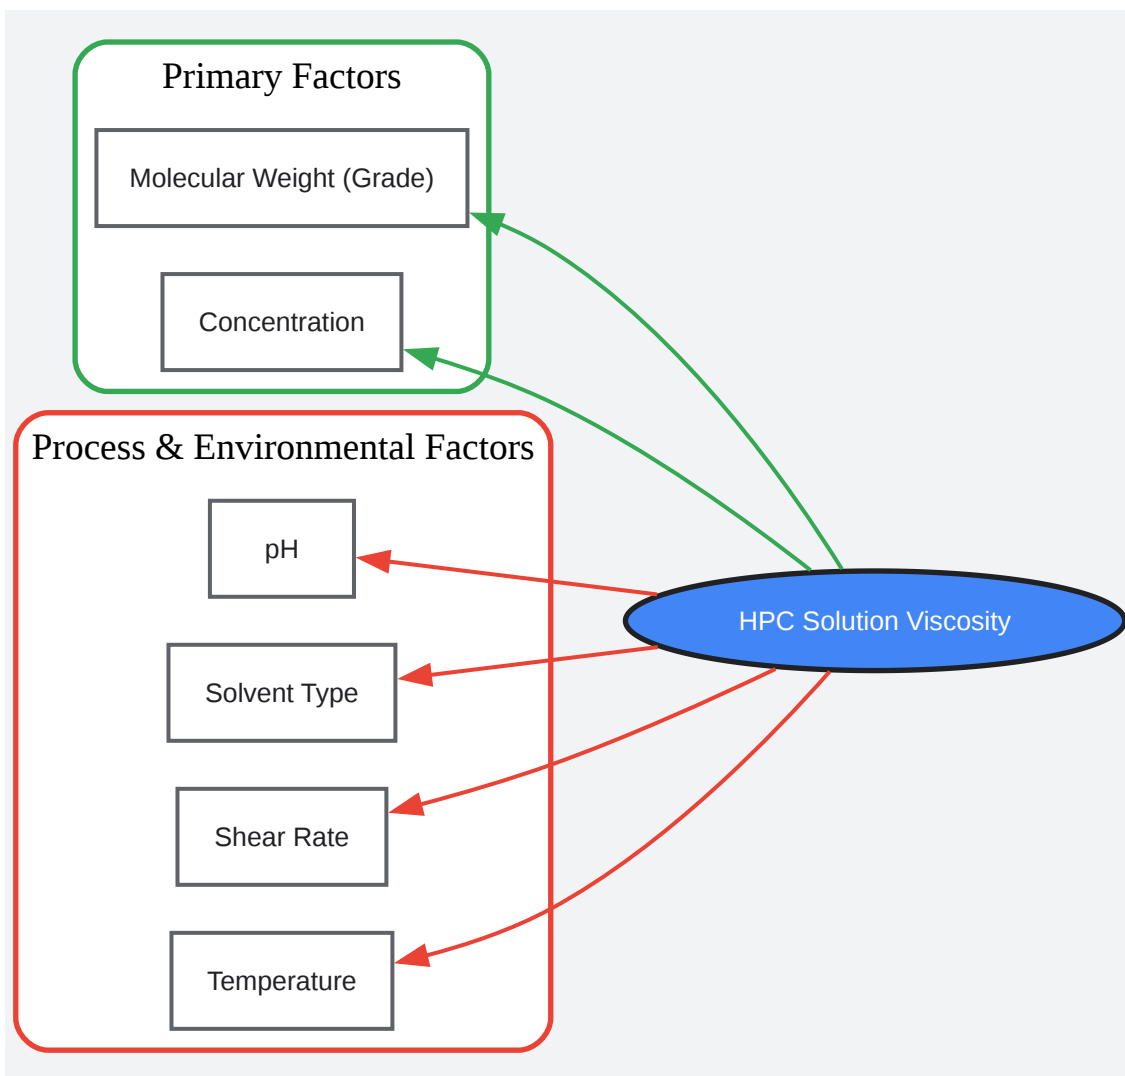 Primary Factors
Molecular Weight (Grade)
Concentration
Process & Environmental Factors
pH
HPC Solution Viscosity
Solvent Type
Shear Rate
Temperature